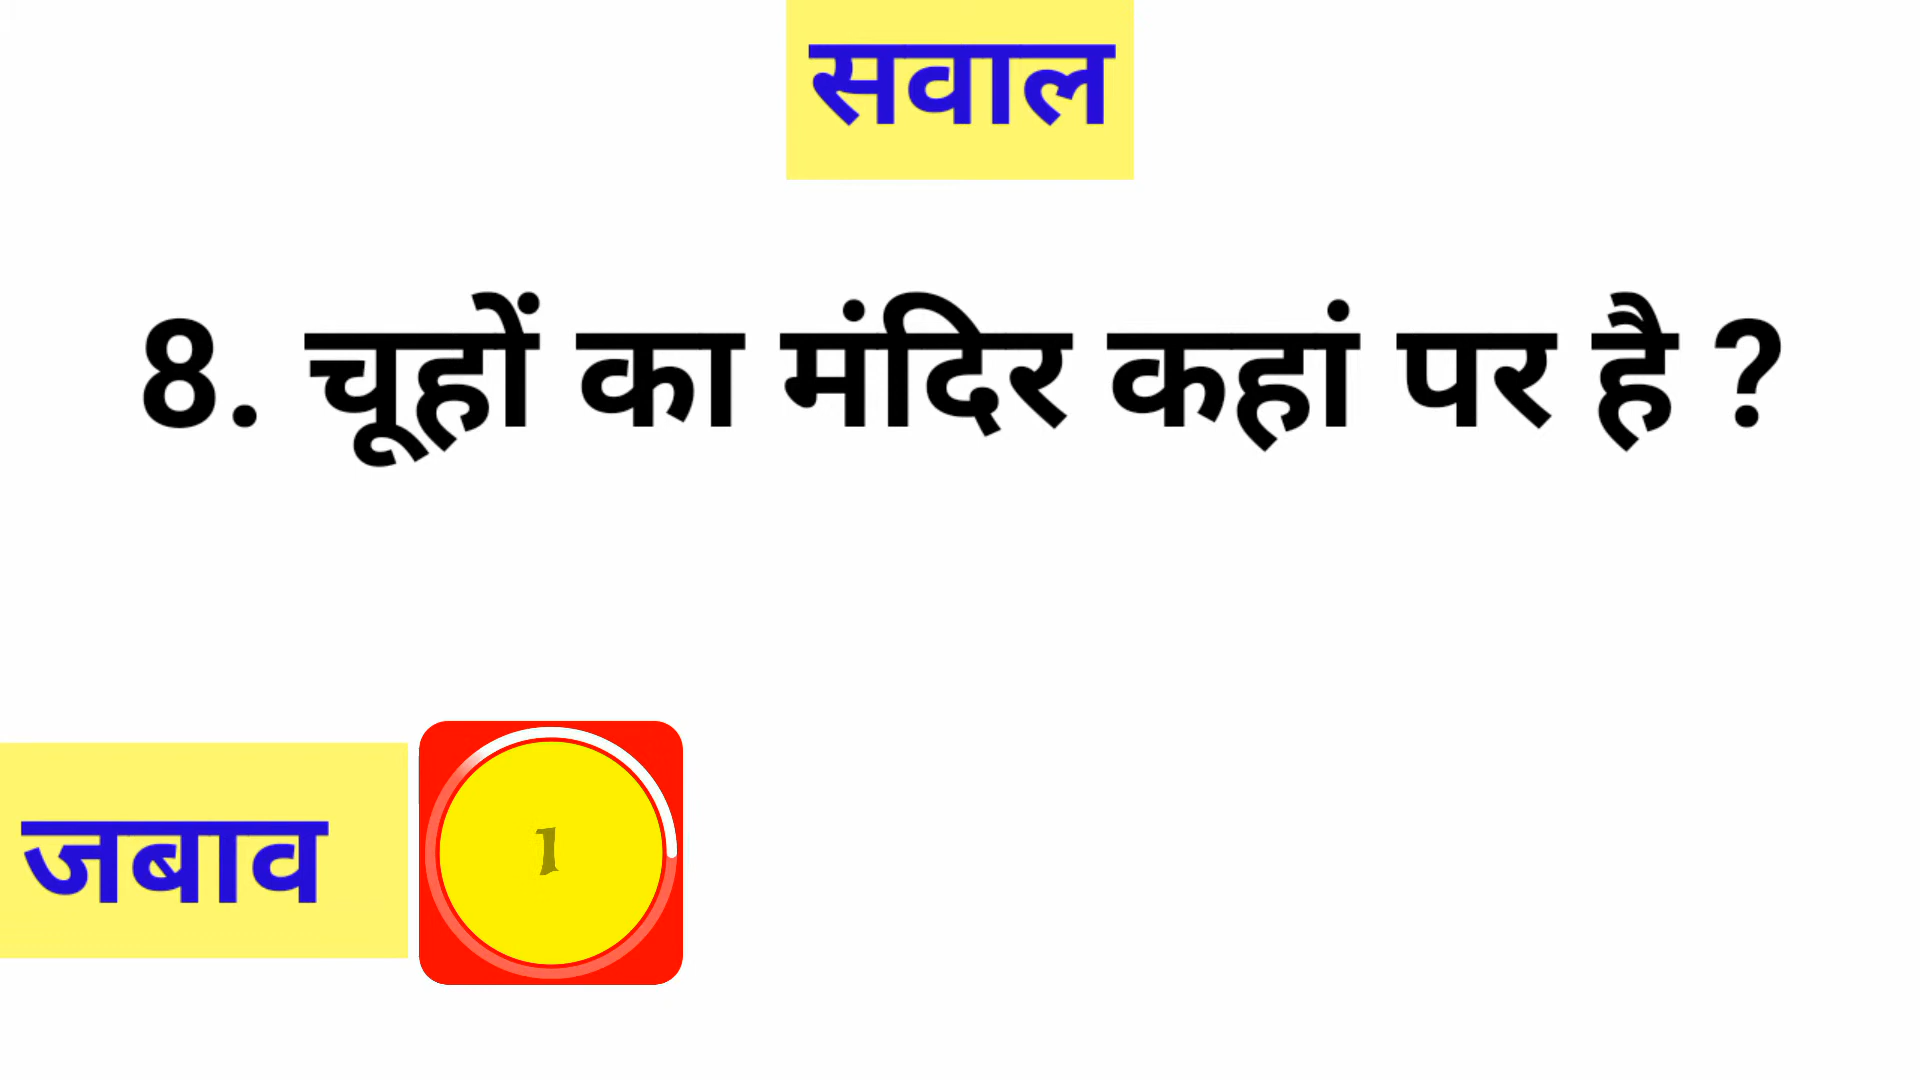 सवाल
8. चूहों का मंदिर कहां पर है ?
जबाव
1